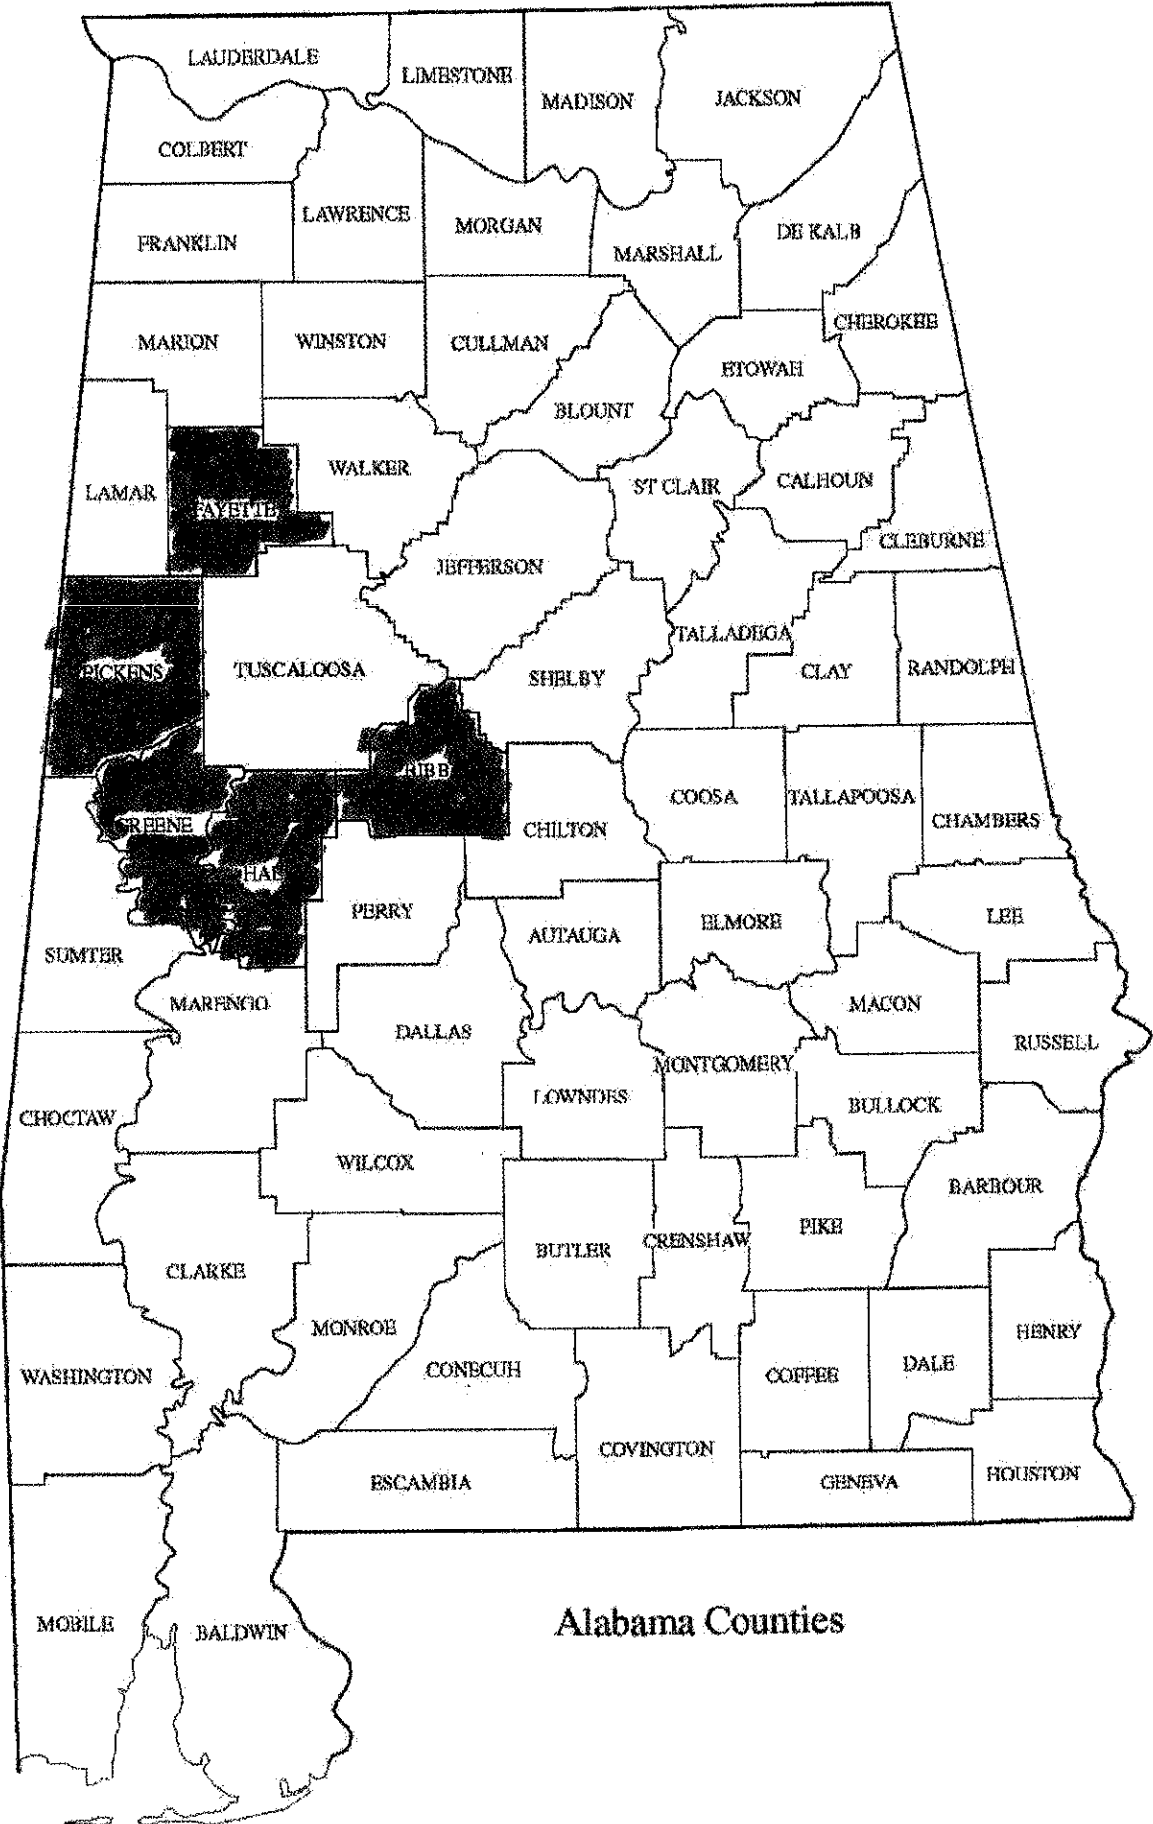 LAUDERDALE
LIMESTONE
MADISON
JACKSON
COLBERT
LAWRENCE
FRANKLIN
MORGAN
MARSHALL
DE KALB
MARION
WINSTON
CULLMAN
CHEROKEE
ETOWAH
BLOUNT
LAMAR
FAYETTE
WALKER
ST CLAIR
CALHOUN
CLEBURNE
JEFFERSON
PICKENS
TUSCALOOSA
SHELBY
TALLADEGA
CLAY
RANDOLPH
BIBB
GREENE
HALE
CHILTON
COOSA
TALLAPOOSA
CHAMBERS
SUMTER
PERRY
AUTAUGA
ELMORE
LEE
MARENGO
DALLAS
MACON
RUSSELL
MONTGOMERY
LOWNDES
BULLOCK
CHOCTAW
WILCOX
BARBOUR
CLARKE
BUTLER
CRENSHAW
PIKE
MONROE
WASHINGTON
CONECUH
COFFEE
DALE
HENRY
COVINGTON
ESCAMBIA
GENEVA
HOUSTON
MOBILE
BALDWIN
Alabama Counties